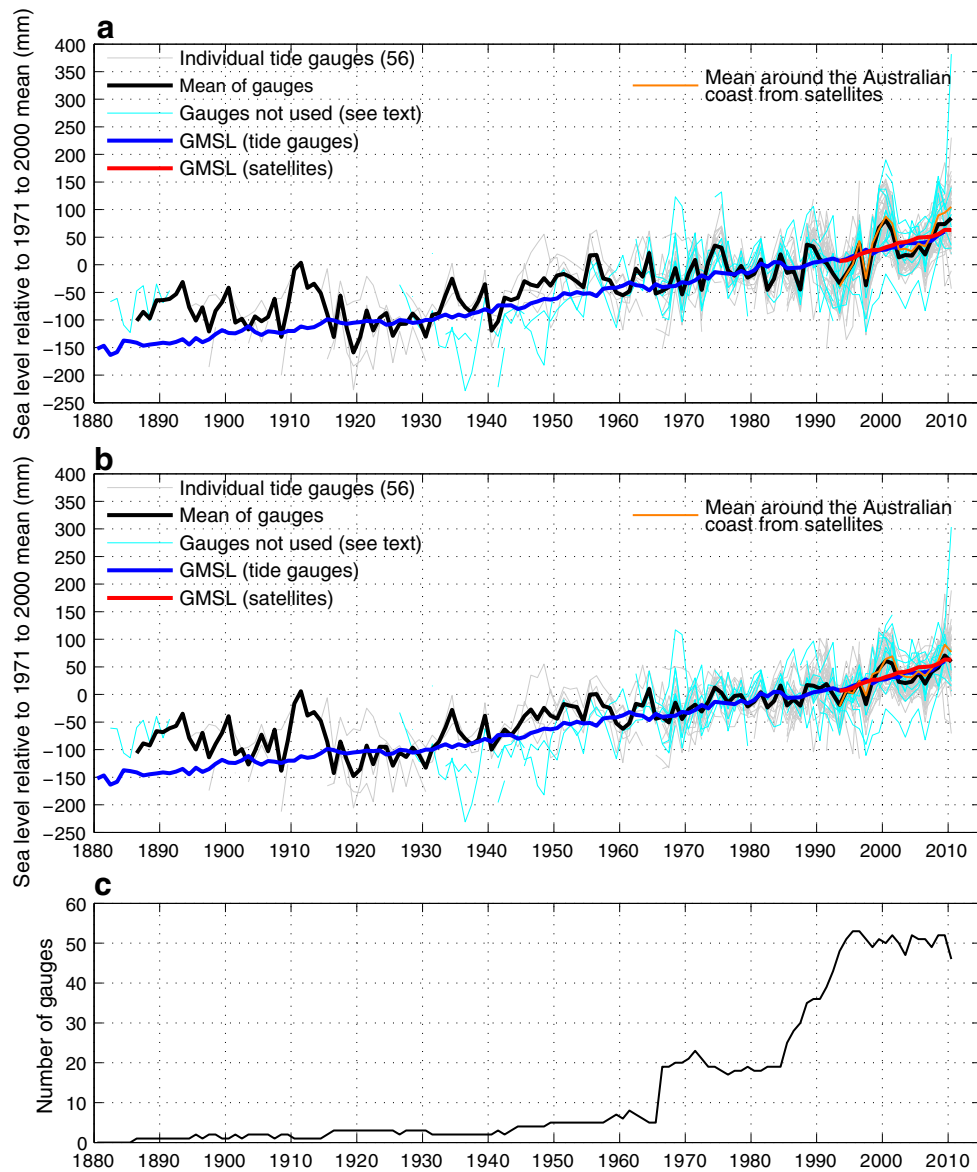 a
Sea level relative to 1971 to 2000 mean (mm)
400
350
300
250
200
150
100
50
0
−50
−100
−150
−200
−250
Individual tide gauges (56)
Mean of gauges
Gauges not used (see text)
GMSL (tide gauges)
GMSL (satellites)
Mean around the Australian
coast from satellites
1880 1890 1900 1910 1920 1930 1940 1950 1960 1970 1980 1990 2000 2010
b
Sea level relative to 1971 to 2000 mean (mm)
400
350
300
250
200
150
100
50
0
−50
−100
−150
−200
−250
Individual tide gauges (56)
Mean of gauges
Gauges not used (see text)
GMSL (tide gauges)
GMSL (satellites)
Mean around the Australian
coast from satellites
1880 1890 1900 1910 1920 1930 1940 1950 1960 1970 1980 1990 2000 2010
c
Number of gauges
60
50
40
30
20
10
0
1880 1890 1900 1910 1920 1930 1940 1950 1960 1970 1980 1990 2000 2010